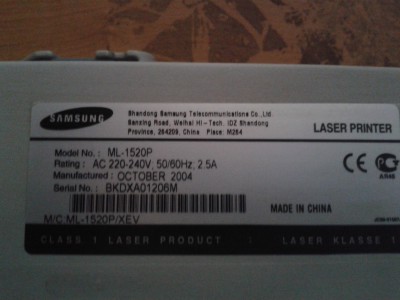 SAMSUNG
Shandong Samsung Telecommunications Co.,Ltd.
Sanxing Road, Weihai Hi-Tech. IDZ Shandong
Province, 264209, China Place: M264
LASER PRINTER
Model No.: ML-1520P
Rating : AC 220-240V, 50/60Hz, 2.5A
Manufactured : OCTOBER 2004
Serial No.: BKDXA01206M
CE
MADE IN CHINA
M/C:ML-1520P/XEV
CLASS 1 LASER PRODUCT : LASER KLASSE 1